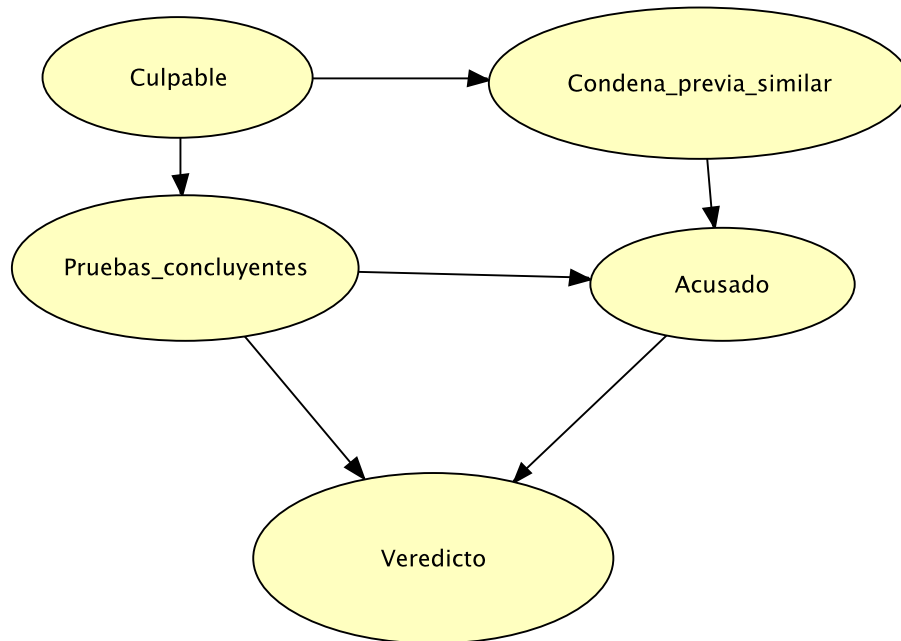 Culpable
Condena_previa_similar
Pruebas_concluyentes
Acusado
Veredicto